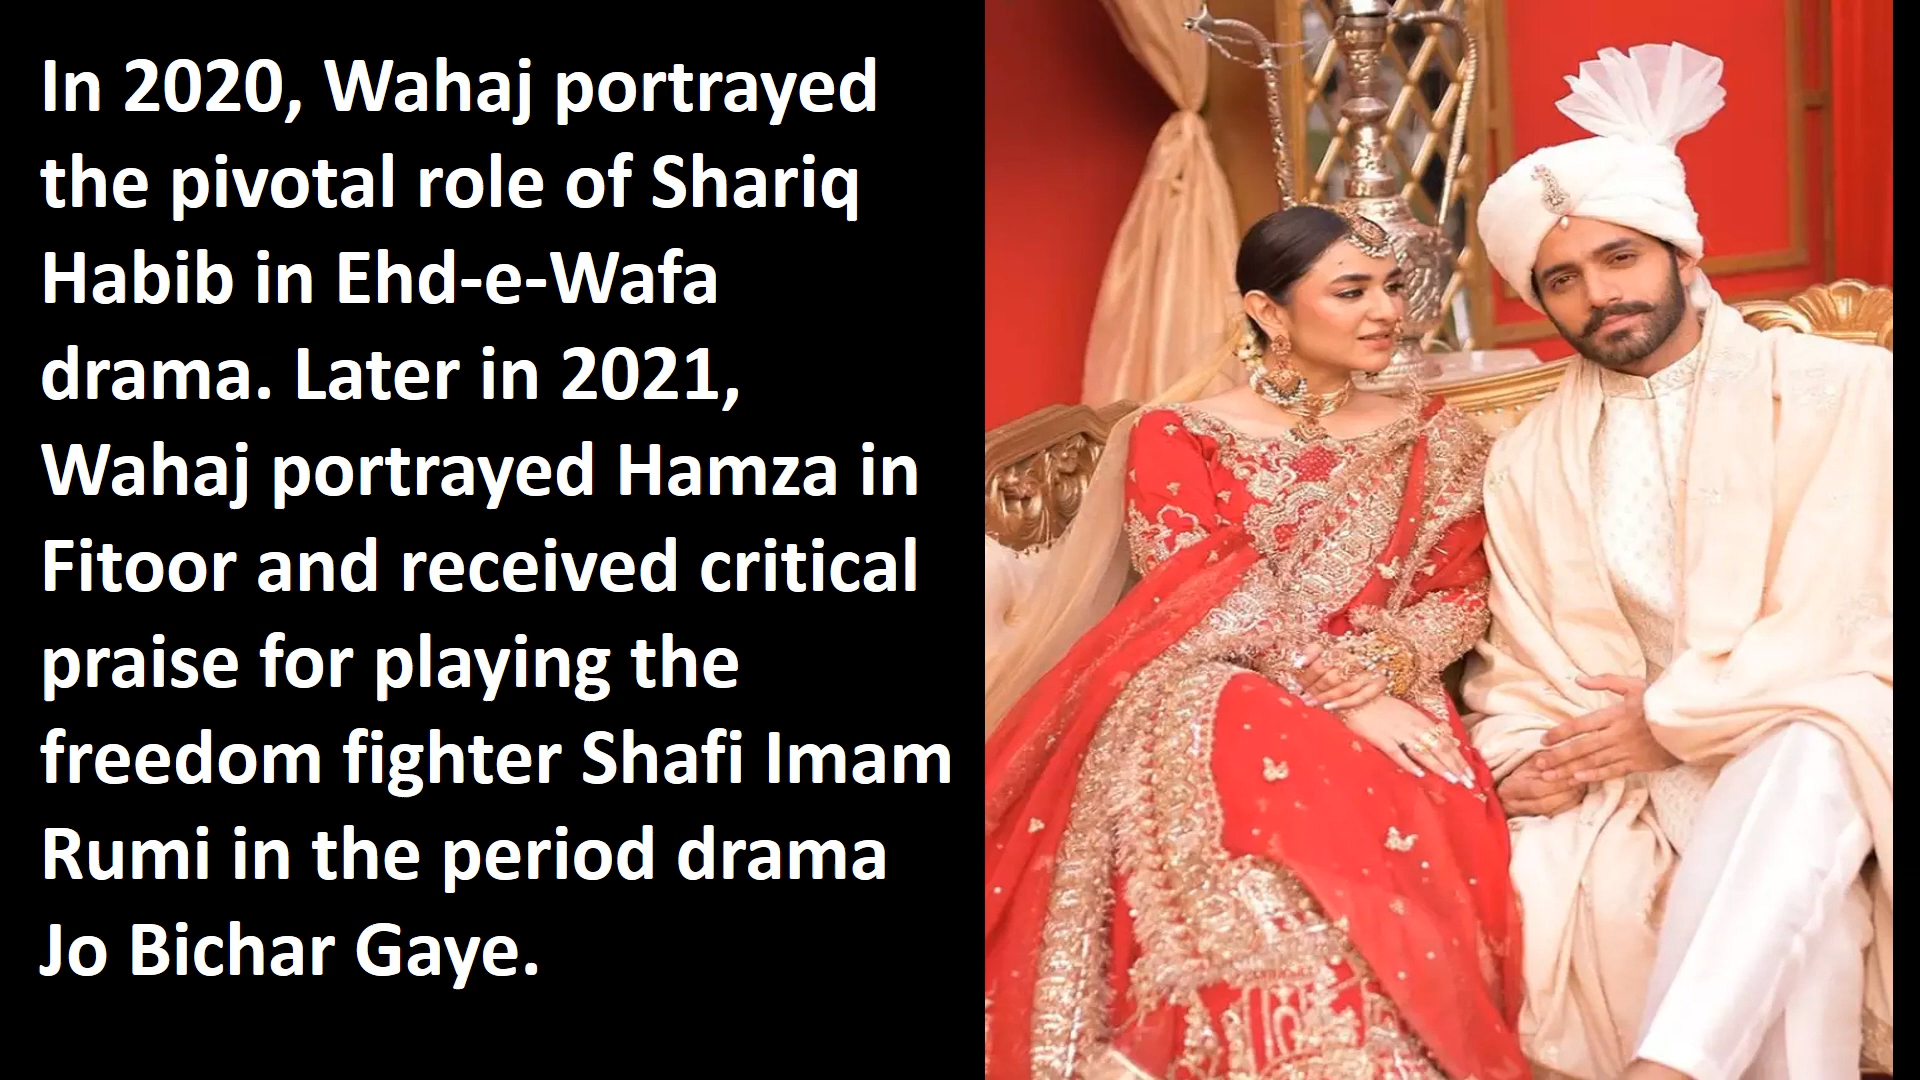 In 2020, Wahaj portrayed
the pivotal role of Shariq
Habib in Ehd-e-Wafa
drama. Later in 2021,
Wahaj portrayed Hamza in
Fitoor and received critical
praise for playing the
freedom fighter Shafi Imam
Rumi in the period drama
Jo Bichar Gaye.